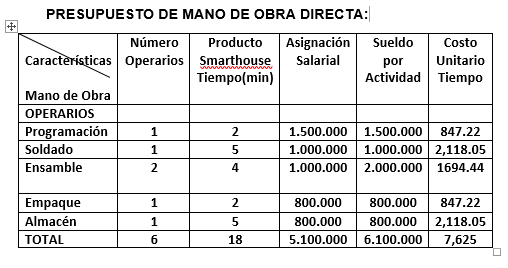 PRESUPUESTO DE MANO DE OBRA DIRECTA:
Características Mano de Obra | Número Operarios | Producto Smarthouse Tiempo(min) | Asignación Salarial | Sueldo por Actividad | Costo Unitario Tiempo
OPERARIOS
Programación 1 2 1.500.000 1.500.000 847.22
Soldado 1 5 1.000.000 1.000.000 2,118.05
Ensamble 2 4 1.000.000 2.000.000 1694.44
Empaque 1 2 800.000 800.000 847.22
Almacén 1 5 800.000 800.000 2,118.05
TOTAL 6 18 5.100.000 6.100.000 7,625